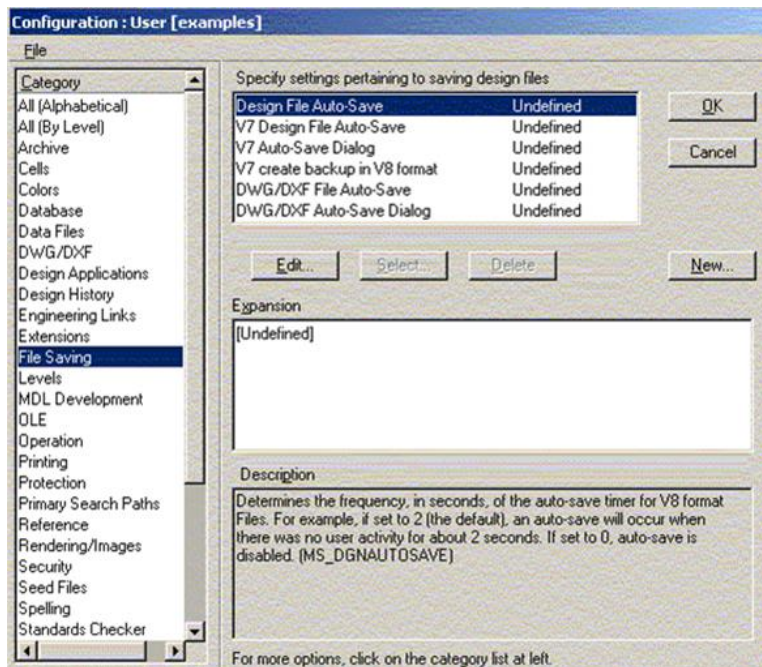 Configuration : User [examples]
File
Category
All (Alphabetical)
All (By Level)
Archive
Cells
Colors
Database
Data Files
DWG/DXF
Design Applications
Design History
Engineering Links
Extensions
File Saving
Levels
MDL Development
OLE
Operation
Printing
Protection
Primary Search Paths
Reference
Rendering/Images
Security
Seed Files
Spelling
Standards Checker
Specify settings pertaining to saving design files
Design File Auto-Save Undefined
V7 Design File Auto-Save Undefined
V7 Auto-Save Dialog Undefined
V7 create backup in V8 format Undefined
DWG/DXF File Auto-Save Undefined
DWG/DXF Auto-Save Dialog Undefined
OK
Cancel
Edit... Select... Delete New...
Expansion
[Undefined]
Description
Determines the frequency, in seconds, of the auto-save timer for V8 format
Files. For example, if set to 2 (the default), an auto-save will occur when
there was no user activity for about 2 seconds. If set to 0, auto-save is
disabled. (MS_DGNAUTOSAVE)
For more options, click on the category list at left.